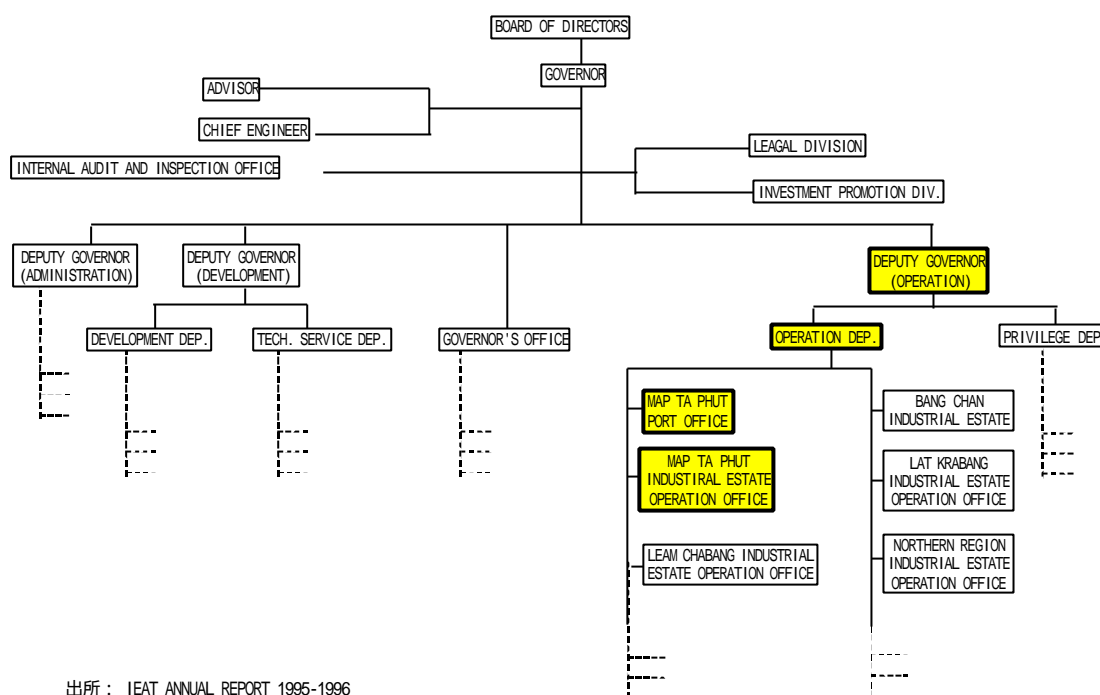 BOARD OF DIRECTORS
GOVERNOR
ADVISOR
CHIEF ENGINEER
INTERNAL AUDIT AND INSPECTION OFFICE
LEAGAL DIVISION
INVESTMENT PROMOTION DIV.
DEPUTY GOVERNOR
(ADMINISTRATION)
DEPUTY GOVERNOR
(DEVELOPMENT)
DEPUTY GOVERNOR
(OPERATION)
DEVELOPMENT DEP.
TECH. SERVICE DEP.
GOVERNOR'S OFFICE
OPERATION DEP.
PRIVILEGE DEP
MAP TA PHUT
PORT OFFICE
BANG CHAN
INDUSTRIAL ESTATE
MAP TA PHUT
INDUSTIRAL ESTATE
OPERATION OFFICE
LAT KRABANG
INDUSTRIAL ESTATE
OPERATION OFFICE
LEAM CHABANG INDUSTRIAL
ESTATE OPERATION OFFICE
NORTHERN REGION
INDUSTRIAL ESTATE
OPERATION OFFICE
出所： IEAT ANNUAL REPORT 1995-1996